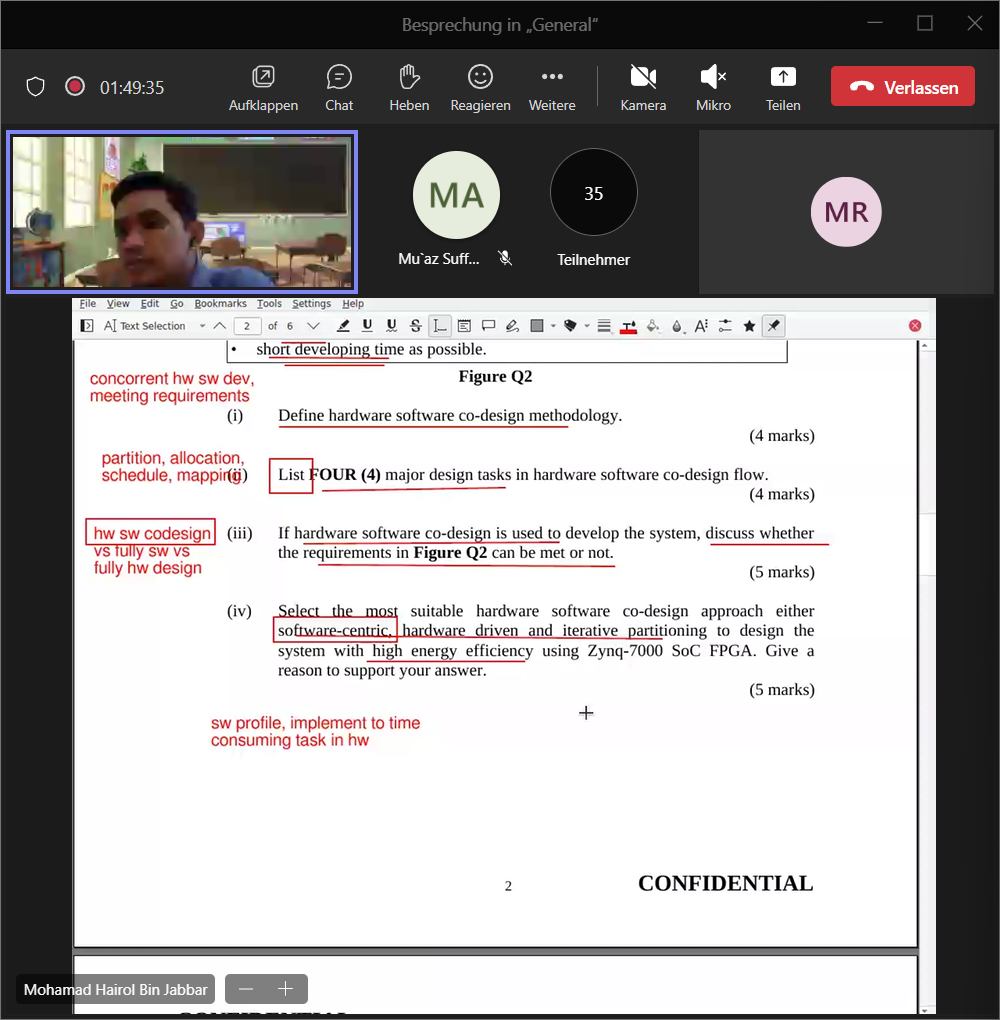 Besprechung in „General“
01:49:35
Aufklappen
Chat
Heben
Reagieren
Weitere
Kamera
Mikro
Teilen
Verlassen
MA
Mu`az Suff...
35
Teilnehmer
MR
File View Edit Go Bookmarks Tools Settings Help
Text Selection 2 of 6
• short developing time as possible.
Figure Q2
concorrent hw sw dev,
meeting requirements
(i) Define hardware software co-design methodology.
(4 marks)
partition, allocation,
schedule, mapping
(ii) List FOUR (4) major design tasks in hardware software co-design flow.
(4 marks)
hw sw codesign
vs fully sw vs
fully hw design
(iii) If hardware software co-design is used to develop the system, discuss whether
the requirements in Figure Q2 can be met or not.
(5 marks)
(iv) Select the most suitable hardware software co-design approach either
software-centric, hardware driven and iterative partitioning to design the
system with high energy efficiency using Zynq-7000 SoC FPGA. Give a
reason to support your answer.
(5 marks)
sw profile, implement to time
consuming task in hw
2
CONFIDENTIAL
Mohamad Hairol Bin Jabbar
CONFIDENTIAL